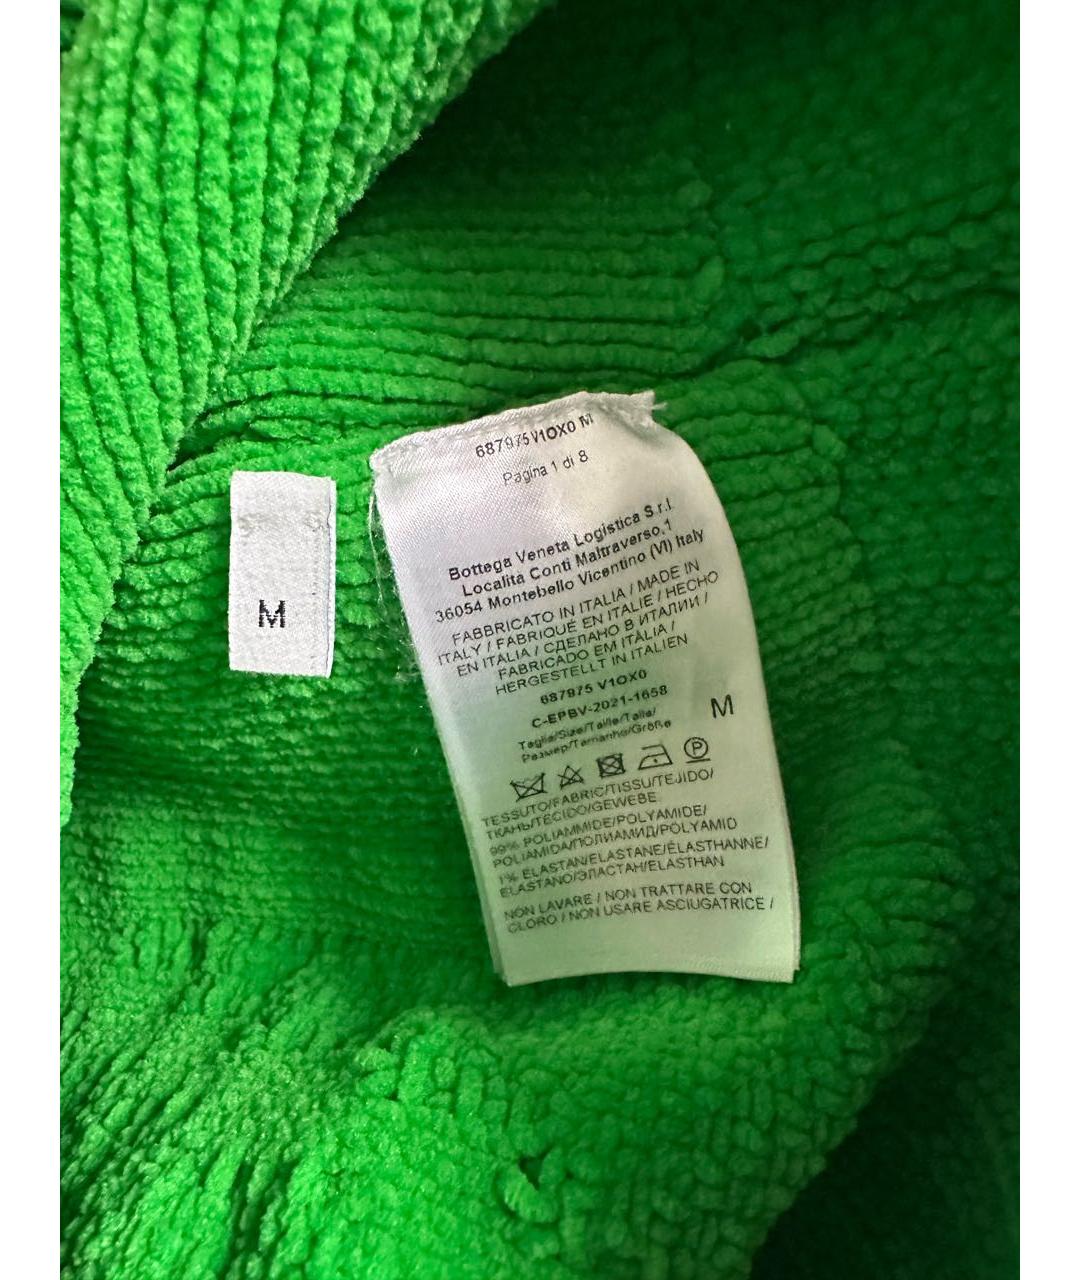 M
687975V1OX0 M
Pagina 1 di 8
Bottega Veneta Logistica S.r.l.
Località Conti Maltraverso,1
36054 Montebello Vicentino (VI) Italy
FABBRICATO IN ITALIA / MADE IN
ITALY / FABRIQUÉ EN ITALIE / HECHO
EN ITALIA / СДЕЛАНО В ИТАЛИИ /
FABRICADO EM ITÀLIA /
HERGESTELLT IN ITALIEN
687975 V1OX0
C-EPBV-2021-1658
Taglia/Size/Taille/Talla/
Размер/Tamanho/Größe
M
P
TESSUTO/FABRIC/TISSU/TEJIDO/
ТКАНЬ/TECIDO/GEWEBE
99% POLIAMMIDE/POLYAMIDE/
POLIAMIDA/ПОЛИАМИД/POLYAMID
1% ELASTAN/ELASTANE/ÉLASTHANNE/
ELASTANO/ЭЛАСТАН/ELASTHAN
NON LAVARE / NON TRATTARE CON
CLORO / NON USARE ASCIUGATRICE /